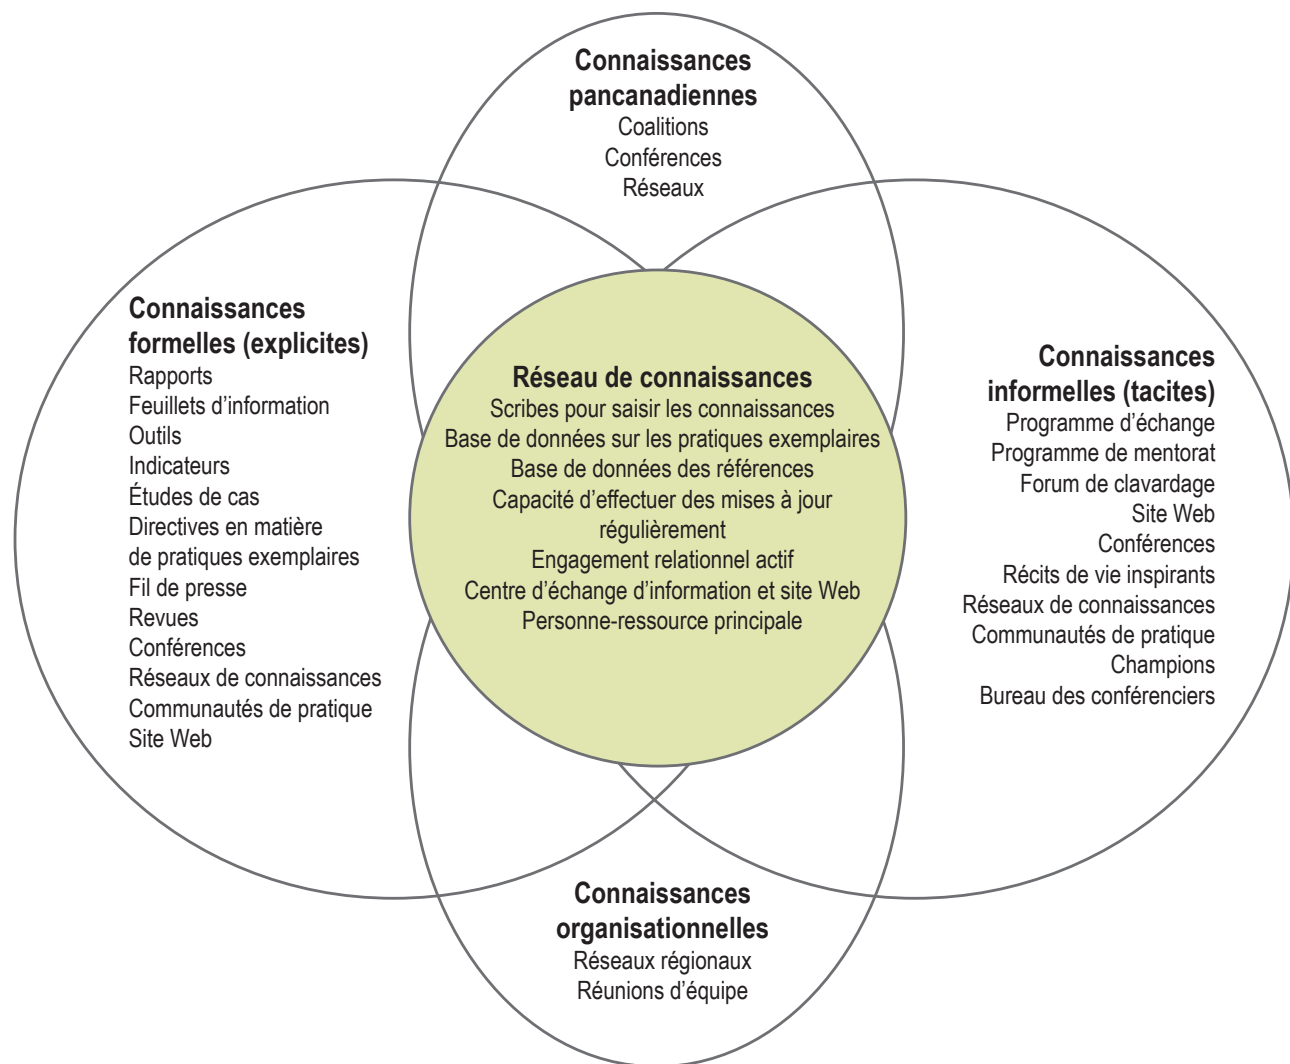 Connaissances
pancanadiennes
Coalitions
Conférences
Réseaux
Connaissances
formelles (explicites)
Rapports
Feuillets d’information
Outils
Indicateurs
Études de cas
Directives en matière
de pratiques exemplaires
Fil de presse
Revues
Conférences
Réseaux de connaissances
Communautés de pratique
Site Web
Réseau de connaissances
Scribes pour saisir les connaissances
Base de données sur les pratiques exemplaires
Base de données des références
Capacité d’effectuer des mises à jour
régulièrement
Engagement relationnel actif
Centre d’échange d’information et site Web
Personne-ressource principale
Connaissances
informelles (tacites)
Programme d’échange
Programme de mentorat
Forum de clavardage
Site Web
Conférences
Récits de vie inspirants
Réseaux de connaissances
Communautés de pratique
Champions
Bureau des conférenciers
Connaissances
organisationnelles
Réseaux régionaux
Réunions d’équipe